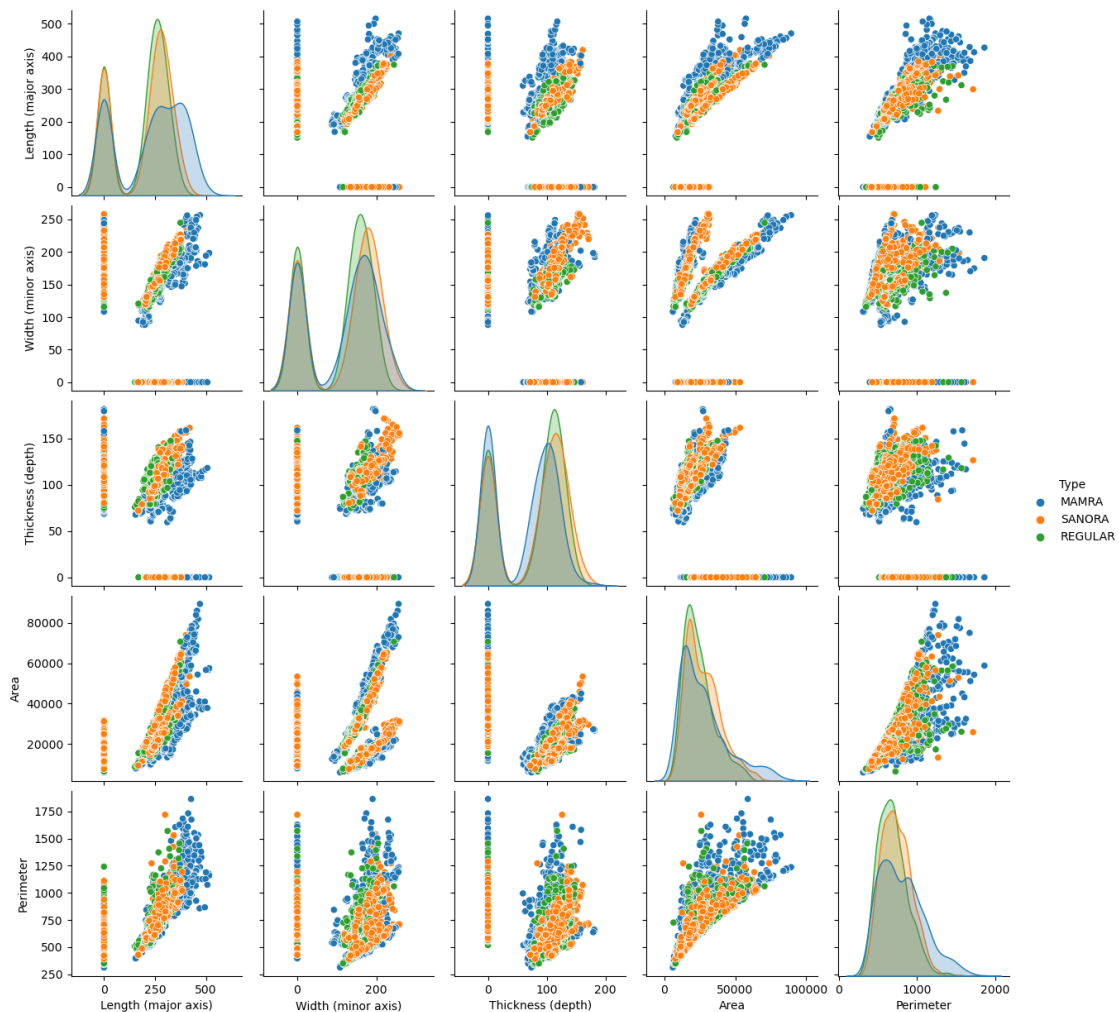 500
400
300
200
100
0
Length (major axis)
250
200
150
100
50
0
Width (minor axis)
Type
MAMRA
SANORA
REGULAR
150
100
50
0
Thickness (depth)
80000
60000
40000
20000
Area
1750
1500
1250
1000
750
500
250
Perimeter
0 250 500
0 200
0 100 200
0 50000 100000
0 1000 2000
Length (major axis)
Width (minor axis)
Thickness (depth)
Area
Perimeter